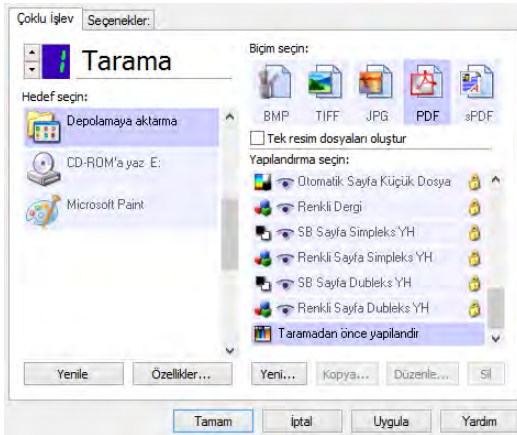 Çoklu İşlev
Seçenekler:
1 Tarama
Hedef seçin:
Depolamaya aktarma
CD-ROM'a yaz E:
Microsoft Paint
Yenile
Özellikler...
Biçim seçin:
BMP TIFF JPG PDF sPDF
Tek resim dosyaları oluştur
Yapılandırma seçin:
Otomatik Sayfa Küçük Dosya
Renkli Dergi
SB Sayfa Simpleks YH
Renkli Sayfa Simpleks YH
SB Sayfa Dubleks YH
Renkli Sayfa Dubleks YH
Taramadan önce yapilandir
Yeni... Kopya... Düzenle... Sil
Tamam İptal Uygula Yardım